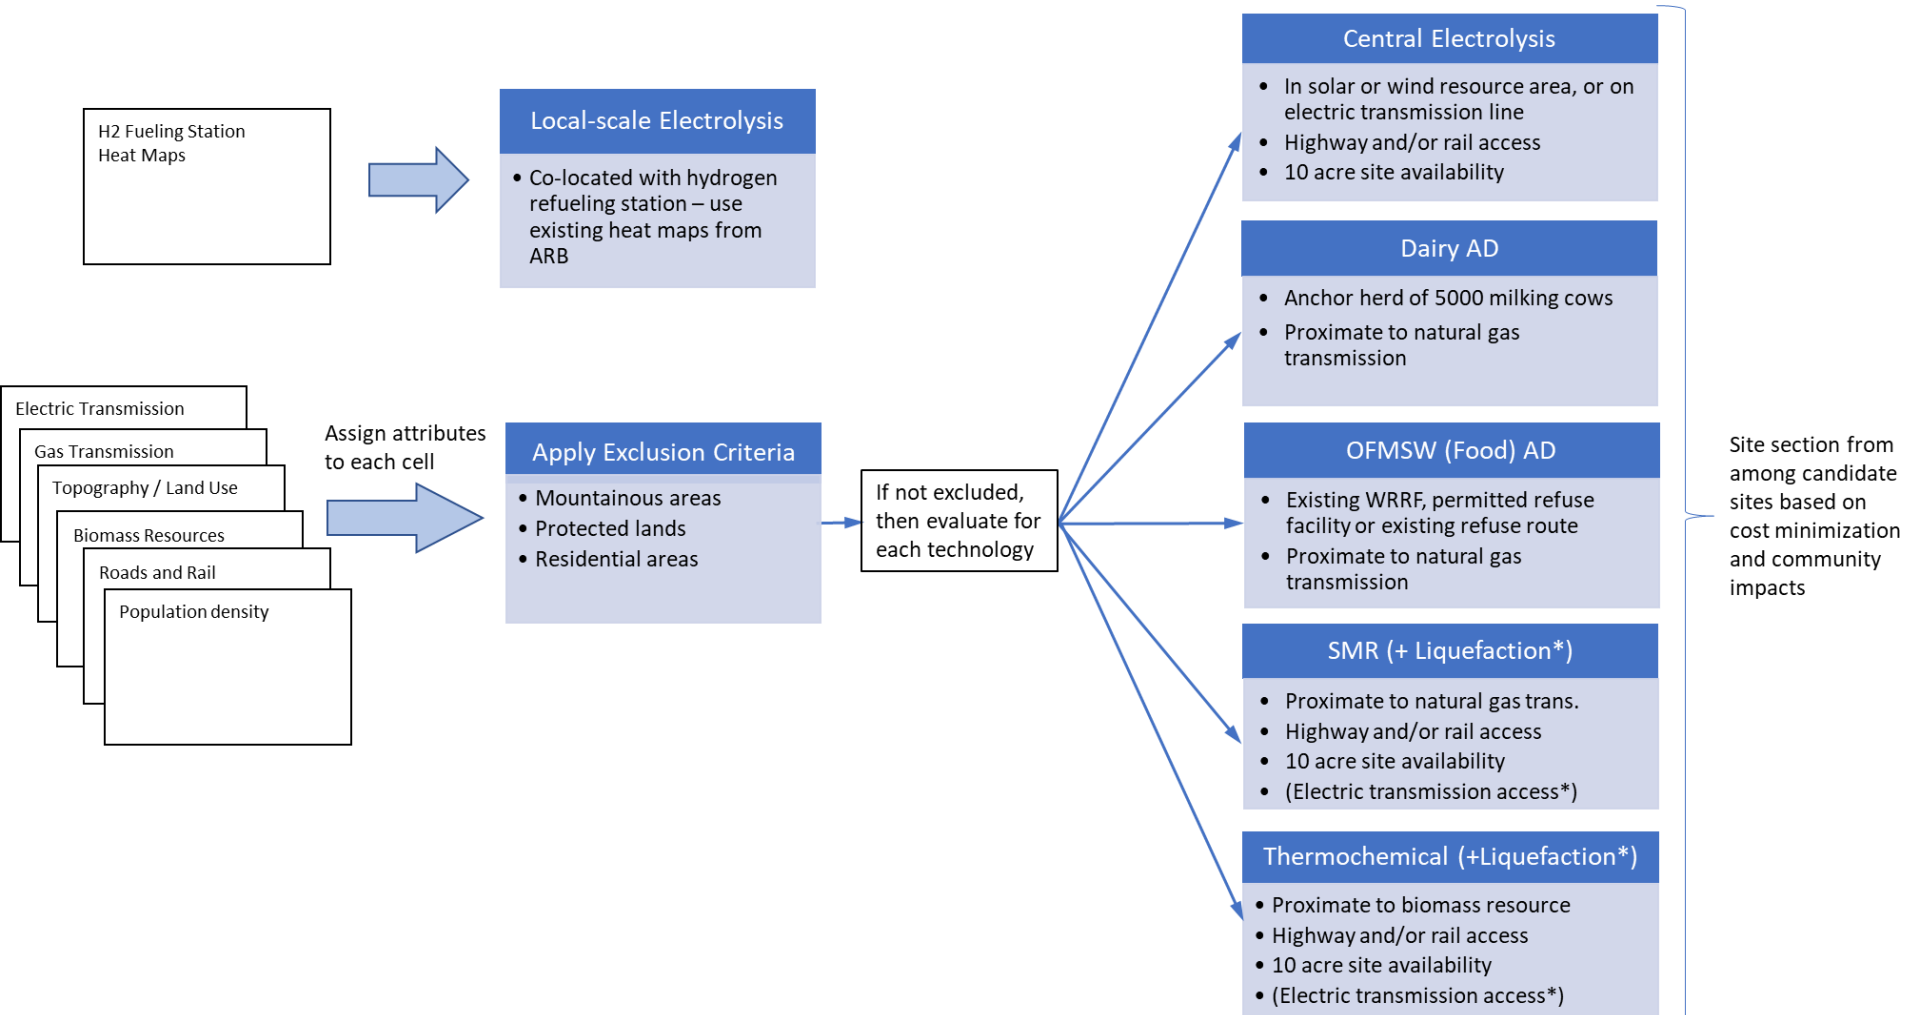 H2 Fueling Station
Heat Maps
Local-scale Electrolysis
• Co-located with hydrogen
refueling station – use
existing heat maps from
ARB
Electric Transmission
Gas Transmission
Topography / Land Use
Biomass Resources
Roads and Rail
Population density
Assign attributes
to each cell
Apply Exclusion Criteria
• Mountainous areas
• Protected lands
• Residential areas
If not excluded,
then evaluate for
each technology
Central Electrolysis
• In solar or wind resource area, or on
electric transmission line
• Highway and/or rail access
• 10 acre site availability
Dairy AD
• Anchor herd of 5000 milking cows
• Proximate to natural gas
transmission
OFMSW (Food) AD
• Existing WRRF, permitted refuse
facility or existing refuse route
• Proximate to natural gas
transmission
SMR (+ Liquefaction*)
• Proximate to natural gas trans.
• Highway and/or rail access
• 10 acre site availability
• (Electric transmission access*)
Thermochemical (+Liquefaction*)
• Proximate to biomass resource
• Highway and/or rail access
• 10 acre site availability
• (Electric transmission access*)
Site section from
among candidate
sites based on
cost minimization
and community
impacts